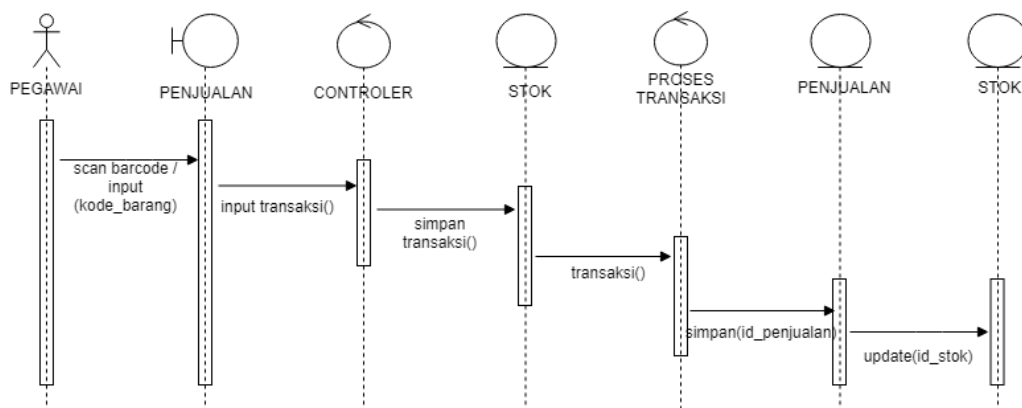 PEGAWAI
PENJUALAN
CONTROLER
STOK
PROSES
TRANSAKSI
PENJUALAN
STOK
scan barcode /
input
(kode_barang)
input transaksi()
simpan
transaksi()
transaksi()
simpan(id_penjualan)
update(id_stok)